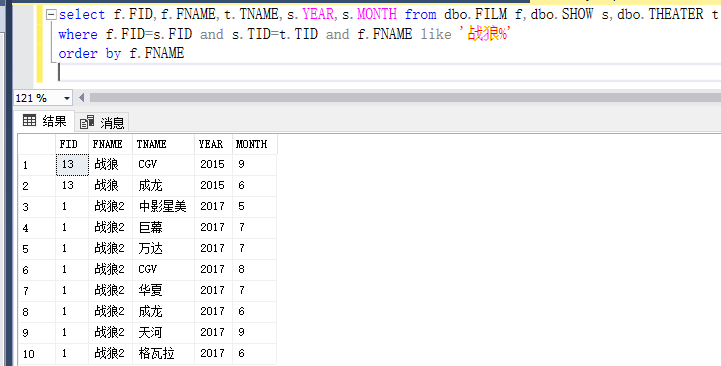 select f.FID,f.FNAME,t.TNAME,s.YEAR,s.MONTH from dbo.FILM f,dbo.SHOW s,dbo.THEATER t
where f.FID=s.FID and s.TID=t.TID and f.FNAME like '战狼%'
order by f.FNAME
121 %
结果 消息
FID FNAME TNAME YEAR MONTH
1 13 战狼 CGV 2015 9
2 13 战狼 成龙 2015 6
3 1 战狼2 中影星美 2017 5
4 1 战狼2 巨幕 2017 7
5 1 战狼2 万达 2017 7
6 1 战狼2 CGV 2017 8
7 1 战狼2 华夏 2017 7
8 1 战狼2 成龙 2017 6
9 1 战狼2 天河 2017 9
10 1 战狼2 格瓦拉 2017 6